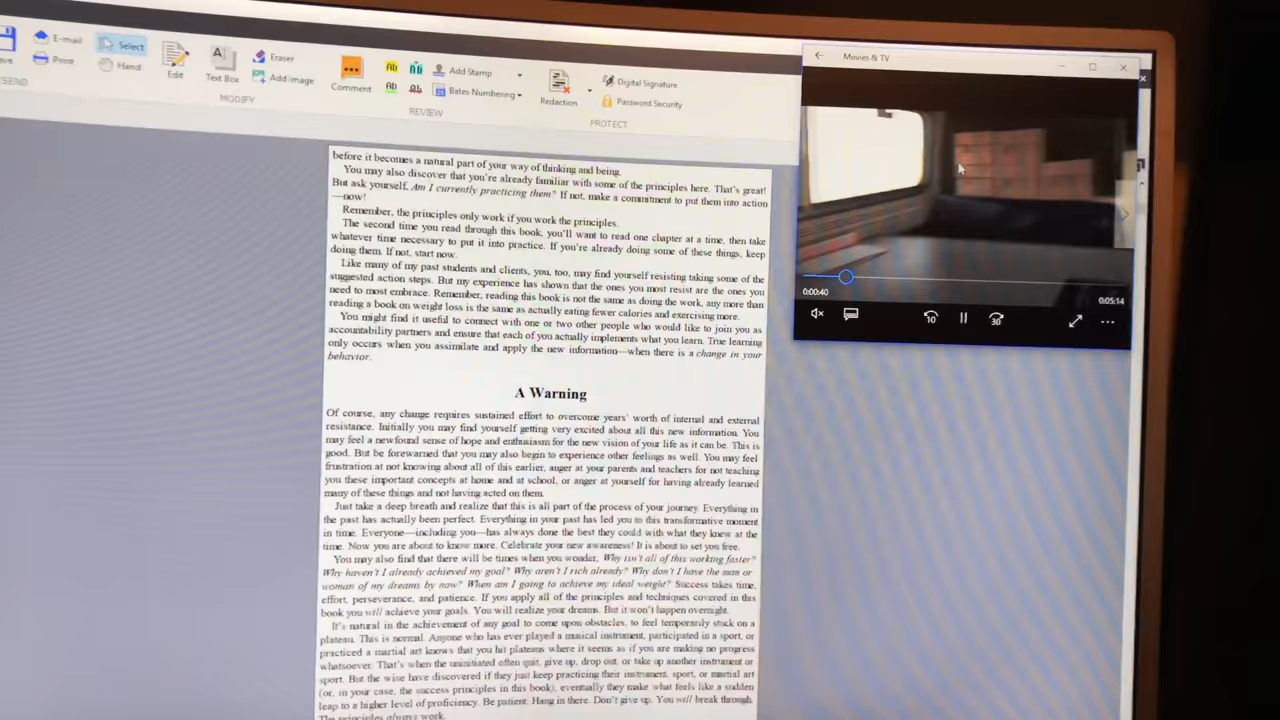 E-mail
Select
Print
Hand
Edit
Text Box
Eraser
Add Image
MODIFY
Comment
Add Stamp
Bates Numbering
REVIEW
Redaction
Digital Signature
Password Security
PROTECT
Movies & TV
0:00:40
0:05:14
10
30
before it becomes a natural part of your way of thinking and being.
You may also discover that you're already familiar with some of the principles here. That's great!
But ask yourself, Am I currently practicing them? If not, make a commitment to put them into action
—now!
Remember, the principles only work if you work the principles.
The second time you read through this book, you'll want to read one chapter at a time, then take
whatever time necessary to put it into practice. If you're already doing some of these things, keep
doing them. If not, start now.
Like many of my past students and clients, you, too, may find yourself resisting taking some of the
suggested action steps. But my experience has shown that the ones you most resist are the ones you
need to most embrace. Remember, reading this book is not the same as doing the work, any more than
reading a book on weight loss is the same as actually eating fewer calories and exercising more.
You might find it useful to connect with one or two other people who would like to join you as
accountability partners and ensure that each of you actually implements what you learn. True learning
only occurs when you assimilate and apply the new information—when there is a change in your
behavior.
A Warning
Of course, any change requires sustained effort to overcome years' worth of internal and external
resistance. Initially you may find yourself getting very excited about all this new information. You
may feel a newfound sense of hope and enthusiasm for the new vision of your life as it can be. This is
good. But be forewarned that you may also begin to experience other feelings as well. You may feel
frustration at not knowing about all of this earlier, anger at your parents and teachers for not teaching
you these important concepts at home and at school, or anger at yourself for having already learned
many of these things and not having acted on them.
Just take a deep breath and realize that this is all part of the process of your journey. Everything in
the past has actually been perfect. Everything in your past has led you to this transformative moment
in time. Everyone—including you—has always done the best they could with what they knew at the
time. Now you are about to know more. Celebrate your new awareness! It is about to set you free.
You may also find that there will be times when you wonder, Why isn't all of this working faster?
Why haven't I already achieved my goal? Why aren't I rich already? Why don't I have the man or
woman of my dreams by now? When am I going to achieve my ideal weight? Success takes time,
effort, perseverance, and patience. If you apply all of the principles and techniques covered in this
book you will achieve your goals. You will realize your dreams. But it won't happen overnight.
It's natural in the achievement of any goal to come upon obstacles, to feel temporarily stuck on a
plateau. This is normal. Anyone who has ever played a musical instrument, participated in a sport, or
practiced a martial art knows that you hit plateaus where it seems as if you are making no progress
whatsoever. That's when the uninitiated often quit, give up, drop out, or take up another instrument or
sport. But the wise have discovered if they just keep practicing their instrument, sport, or martial art
(or, in your case, the success principles in this book), eventually they make what feels like a sudden
leap to a higher level of proficiency. Be patient. Hang in there. Don't give up. You will break through.
The principles always work.